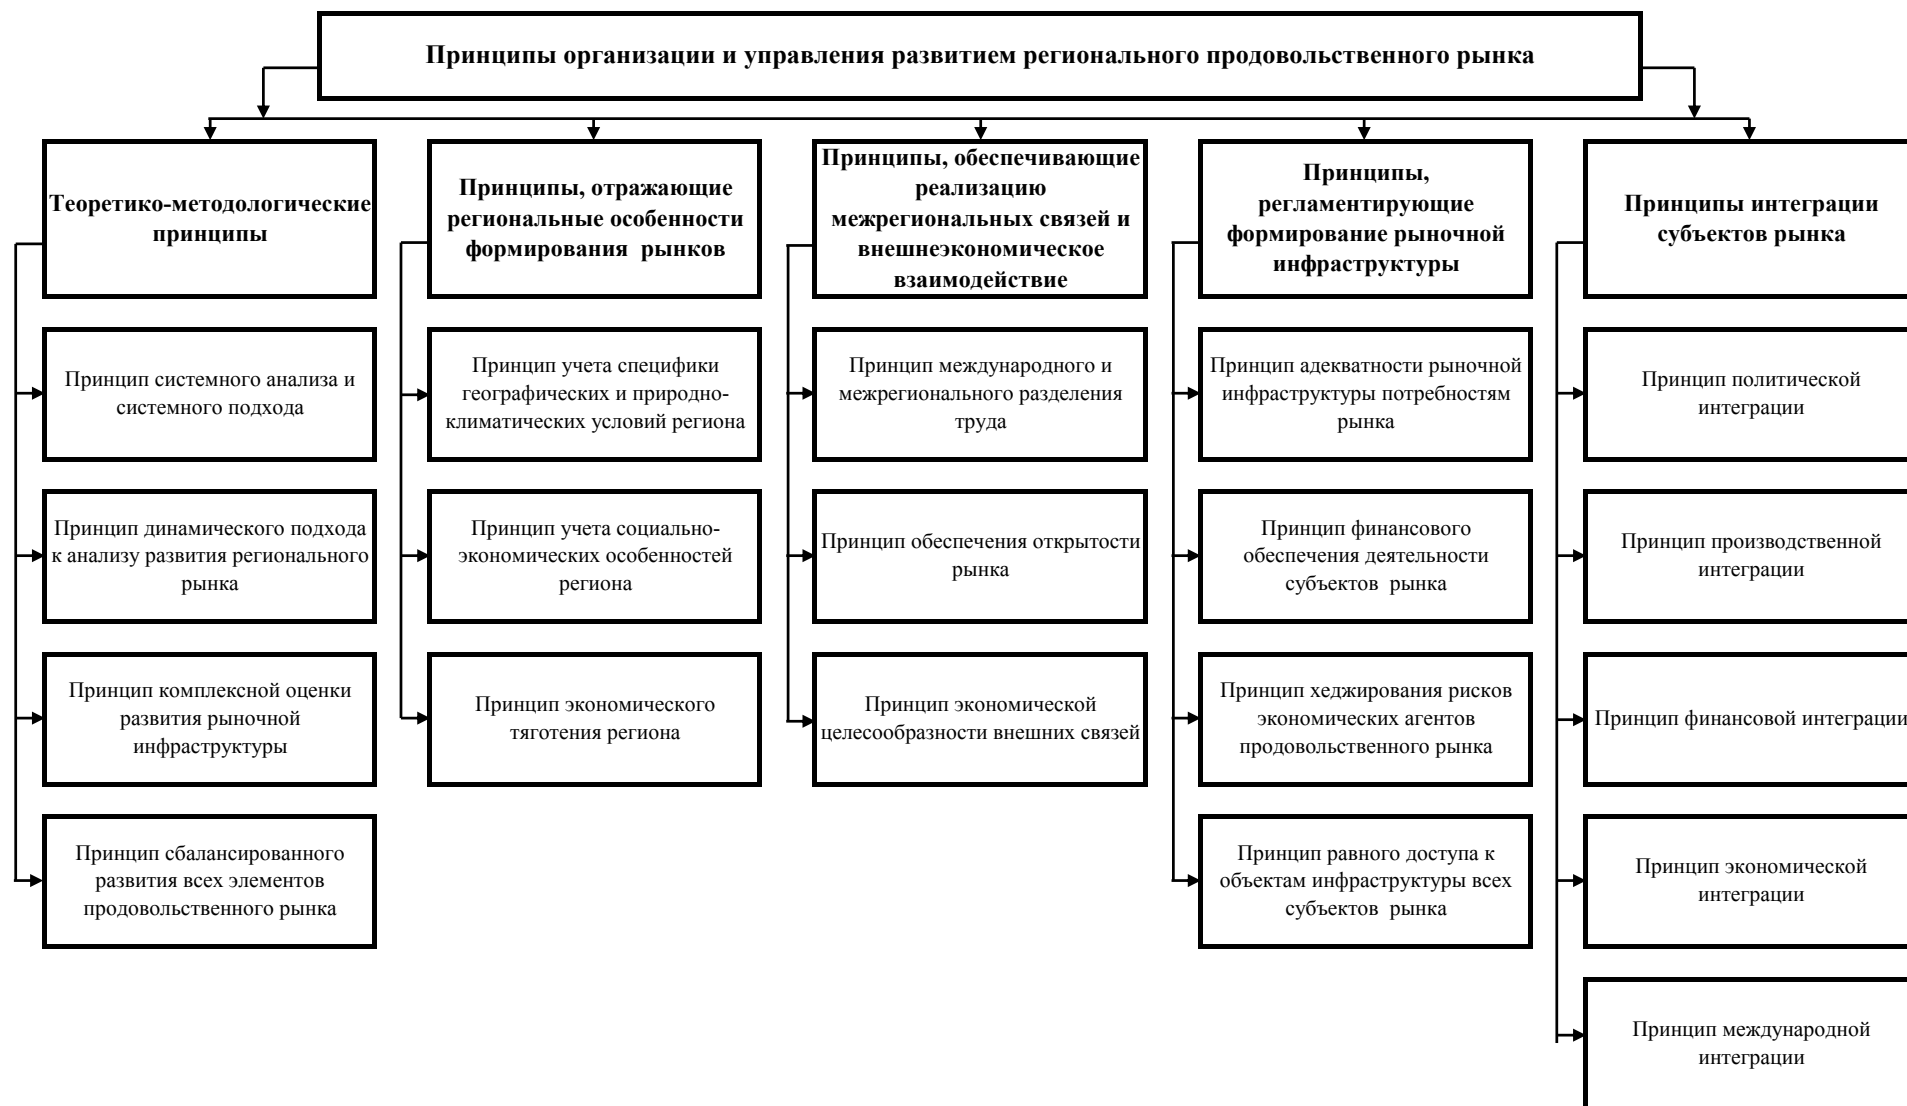 Принципы организации и управления развитием регионального продовольственного рынка
Теоретико-методологические
принципы
Принцип системного анализа и
системного подхода
Принцип динамического подхода
к анализу развития регионального
рынка
Принцип комплексной оценки
развития рыночной
инфраструктуры
Принцип сбалансированного
развития всех элементов
продовольственного рынка
Принципы, отражающие
региональные особенности
формирования рынков
Принцип учета специфики
географических и природно-
климатических условий региона
Принцип учета социально-
экономических особенностей
региона
Принцип экономического
тяготения региона
Принципы, обеспечивающие
реализацию
межрегиональных связей и
внешнеэкономическое
взаимодействие
Принцип международного и
межрегионального разделения
труда
Принцип обеспечения открытости
рынка
Принцип экономической
целесообразности внешних связей
Принципы,
регламентирующие
формирование рыночной
инфраструктуры
Принцип адекватности рыночной
инфраструктуры потребностям
рынка
Принцип финансового
обеспечения деятельности
субъектов рынка
Принцип хеджирования рисков
экономических агентов
продовольственного рынка
Принцип равного доступа к
объектам инфраструктуры всех
субъектов рынка
Принципы интеграции
субъектов рынка
Принцип политической
интеграции
Принцип производственной
интеграции
Принцип финансовой интеграции
Принцип экономической
интеграции
Принцип международной
интеграции